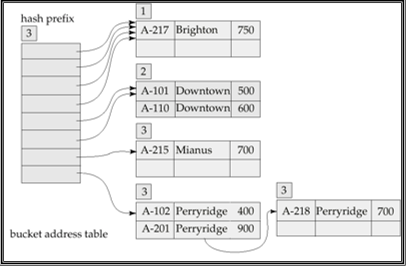 hash prefix
3
1
A-217 Brighton 750
2
A-101 Downtown 500
A-110 Downtown 600
3
A-215 Mianus 700
3
A-102 Perryridge 400
A-201 Perryridge 900
3
A-218 Perryridge 700
bucket address table